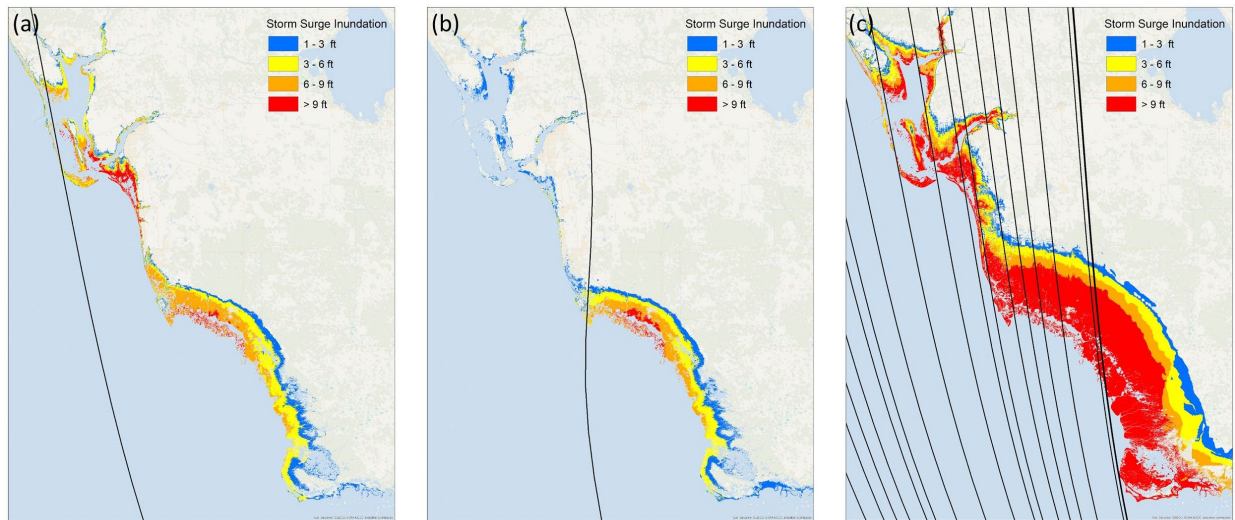 (a)
Storm Surge Inundation
1 - 3 ft
3 - 6 ft
6 - 9 ft
> 9 ft
(b)
Storm Surge Inundation
1 - 3 ft
3 - 6 ft
6 - 9 ft
> 9 ft
(c)
Storm Surge Inundation
1 - 3 ft
3 - 6 ft
6 - 9 ft
> 9 ft